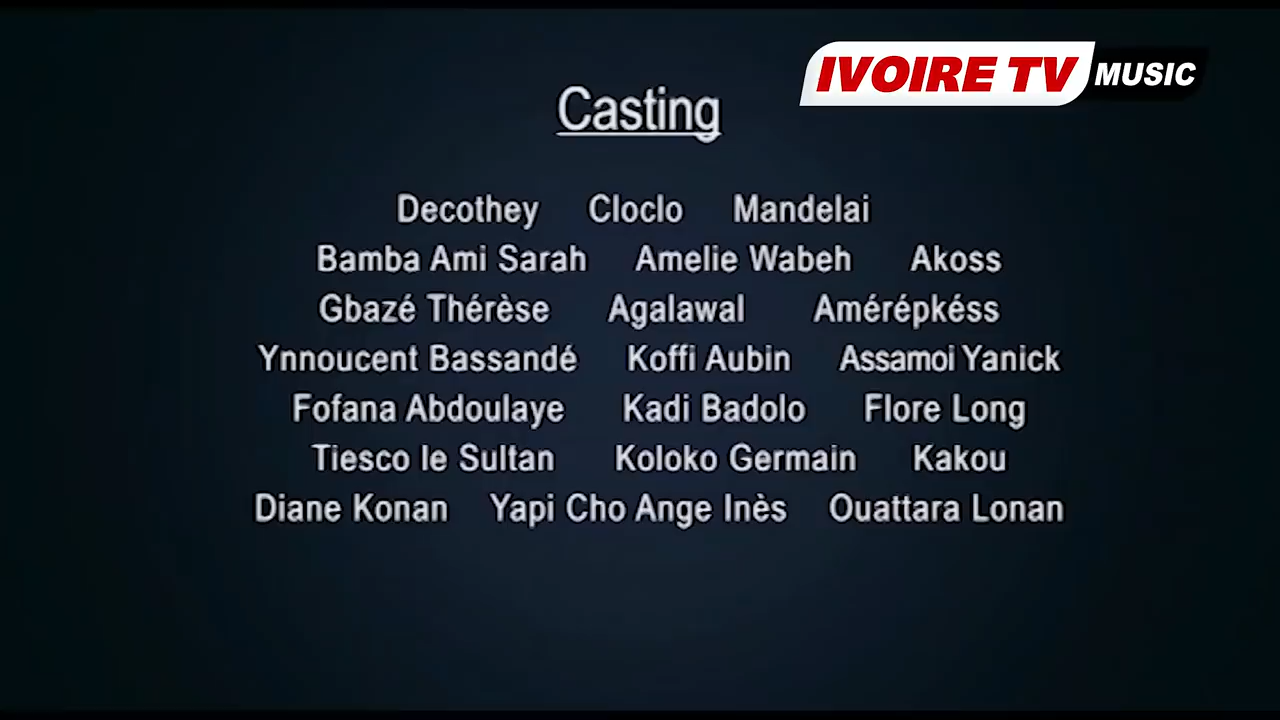 IVOIRE TV MUSIC
Casting
Decothey Cloclo Mandelai
Bamba Ami Sarah Amelie Wabeh Akoss
Gbazé Thérèse Agalawal Amérépkéss
Ynnoucent Bassandé Koffi Aubin Assamoi Yanick
Fofana Abdoulaye Kadi Badolo Flore Long
Tiesco le Sultan Koloko Germain Kakou
Diane Konan Yapi Cho Ange Inès Ouattara Lonan